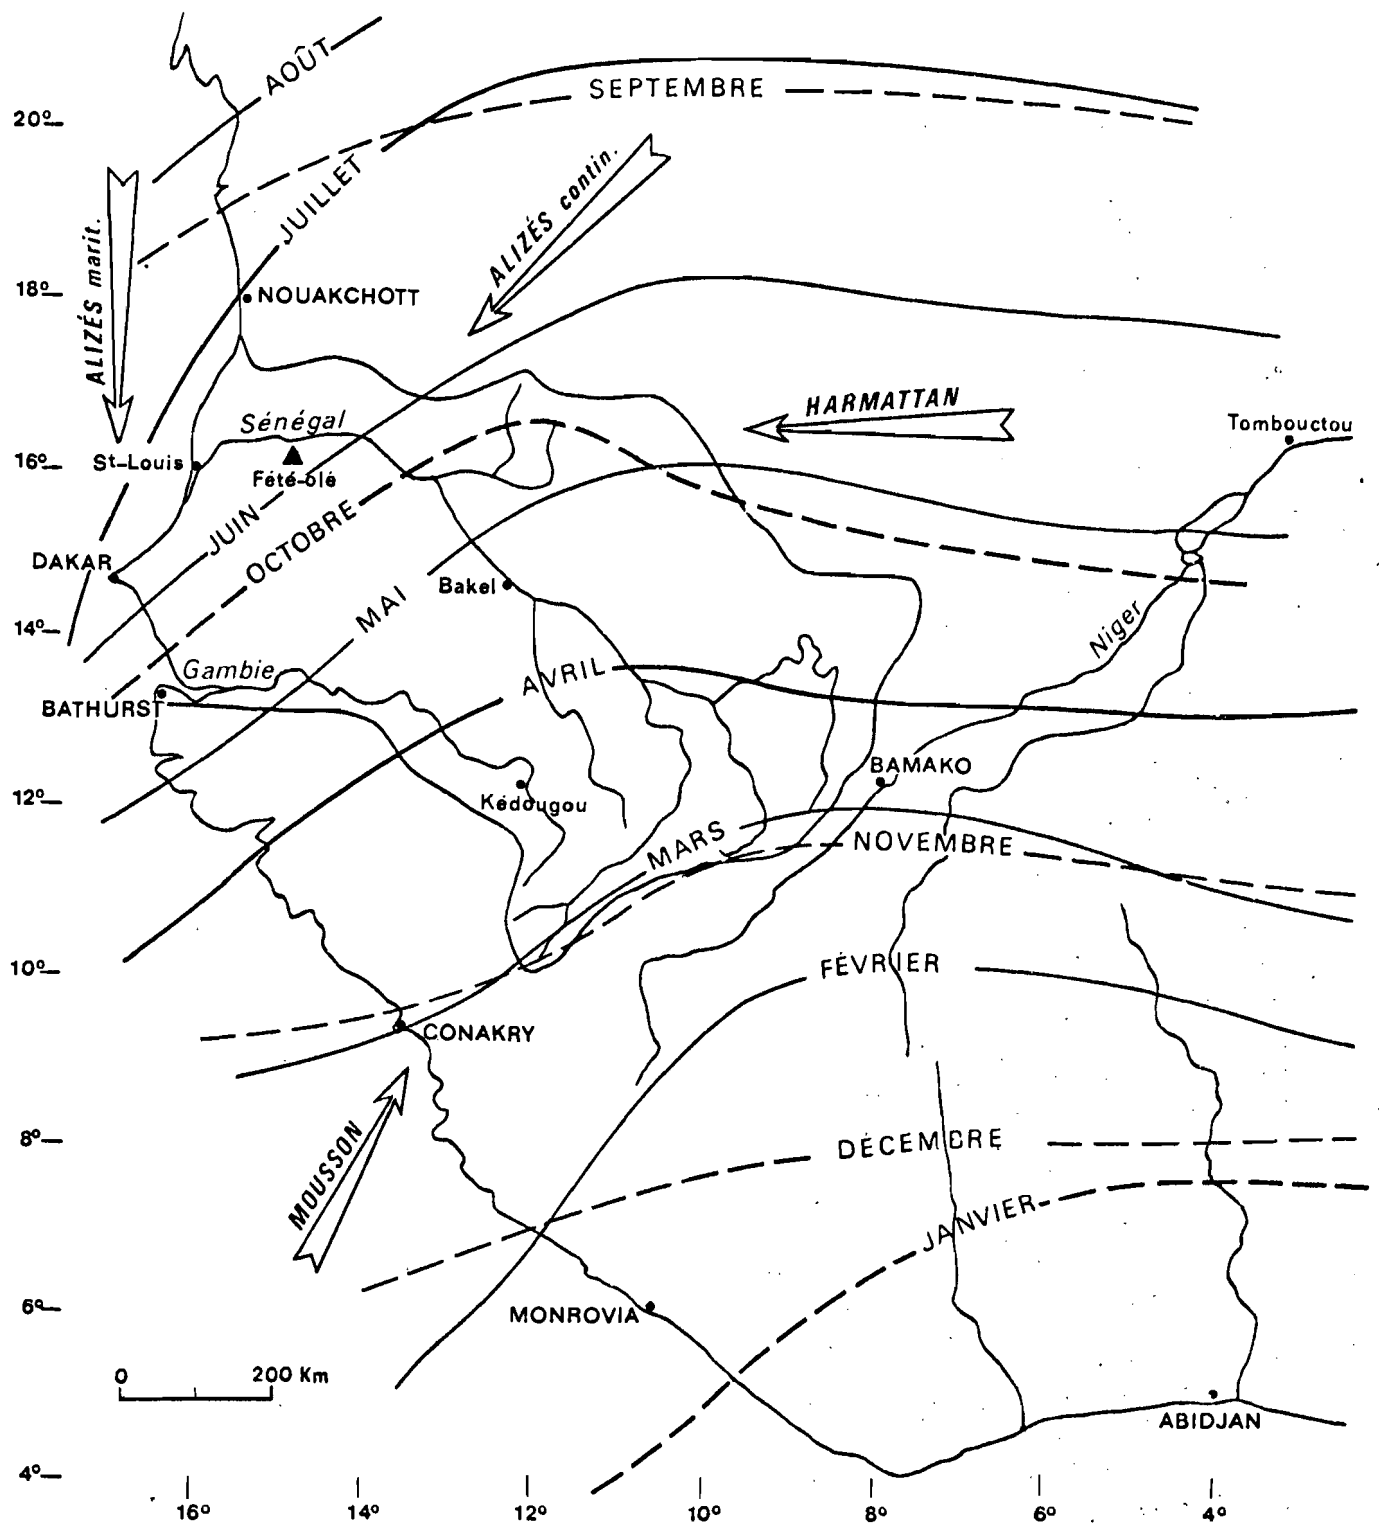 AOÛT
SEPTEMBRE
20°
ALIZÉS contin.
JUILLET
ALIZÉS marit.
18°
NOUAKCHOTT
HARMATTAN
Sénégal
Tombouctou
16°
St-Louis
Fété-olé
JUIN
OCTOBRE
DAKAR
Bakel
MAI
14°
Niger
Gambie
AVRIL
BATHURST
BAMAKO
12°
Kédougou
MARS
NOVEMBRE
10°
FÉVRIER
CONAKRY
8°
DÉCEMBRE
MOUSSON
JANVIER
6°
MONROVIA
0 200 Km
ABIDJAN
4°
16° 14° 12° 10° 8° 6° 4°